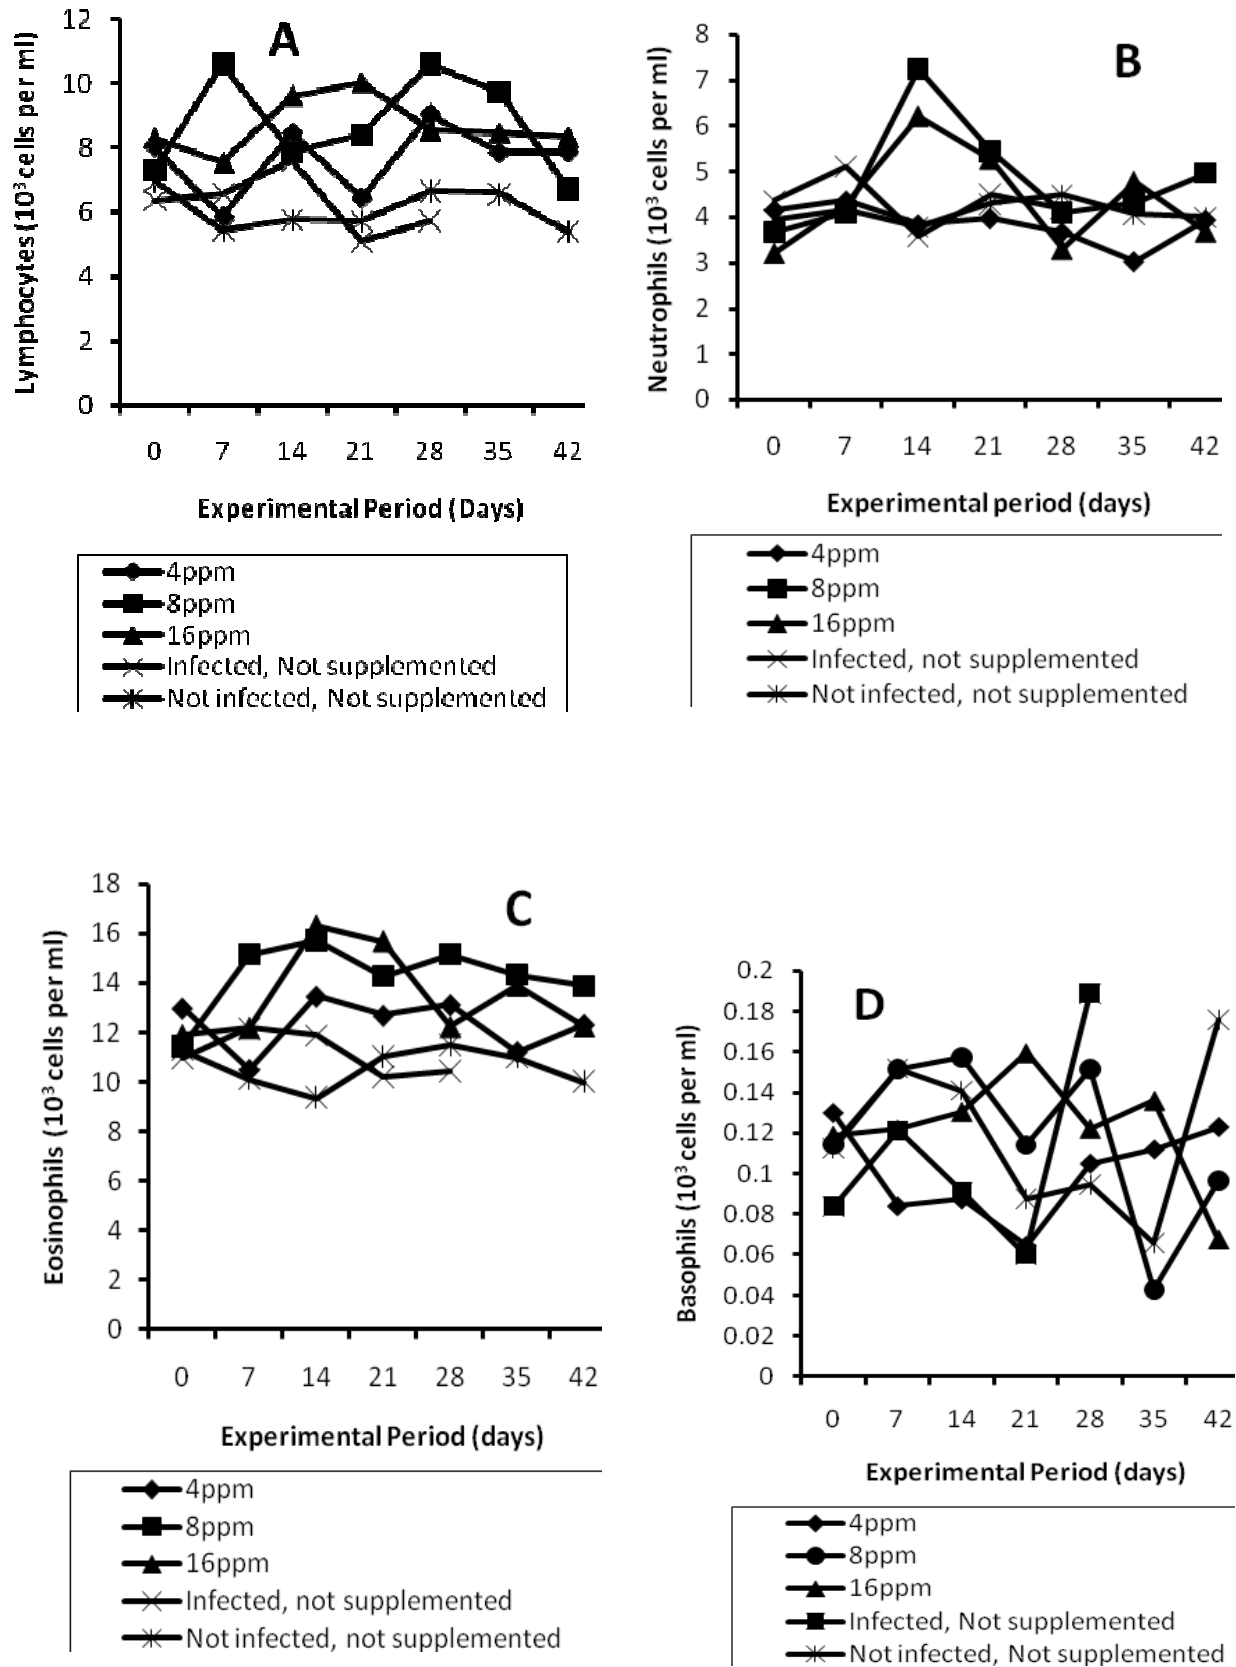 A
Lymphocytes (10³ cells per ml)
12
10
8
6
4
2
0
0 7 14 21 28 35 42
Experimental Period (Days)
4ppm
8ppm
16ppm
Infected, Not supplemented
Not infected, Not supplemented
B
Neutrophils (10³ cells per ml)
8
7
6
5
4
3
2
1
0
0 7 14 21 28 35 42
Experimental period (days)
4ppm
8ppm
16ppm
Infected, not supplemented
Not infected, not supplemented
C
Eosinophils (10³ cells per ml)
18
16
14
12
10
8
6
4
2
0
0 7 14 21 28 35 42
Experimental Period (days)
4ppm
8ppm
16ppm
Infected, not supplemented
Not infected, not supplemented
D
Basophils (10³ cells per ml)
0.2
0.18
0.16
0.14
0.12
0.1
0.08
0.06
0.04
0.02
0
0 7 14 21 28 35 42
Experimental Period (days)
4ppm
8ppm
16ppm
Infected, Not supplemented
Not infected, Not supplemented